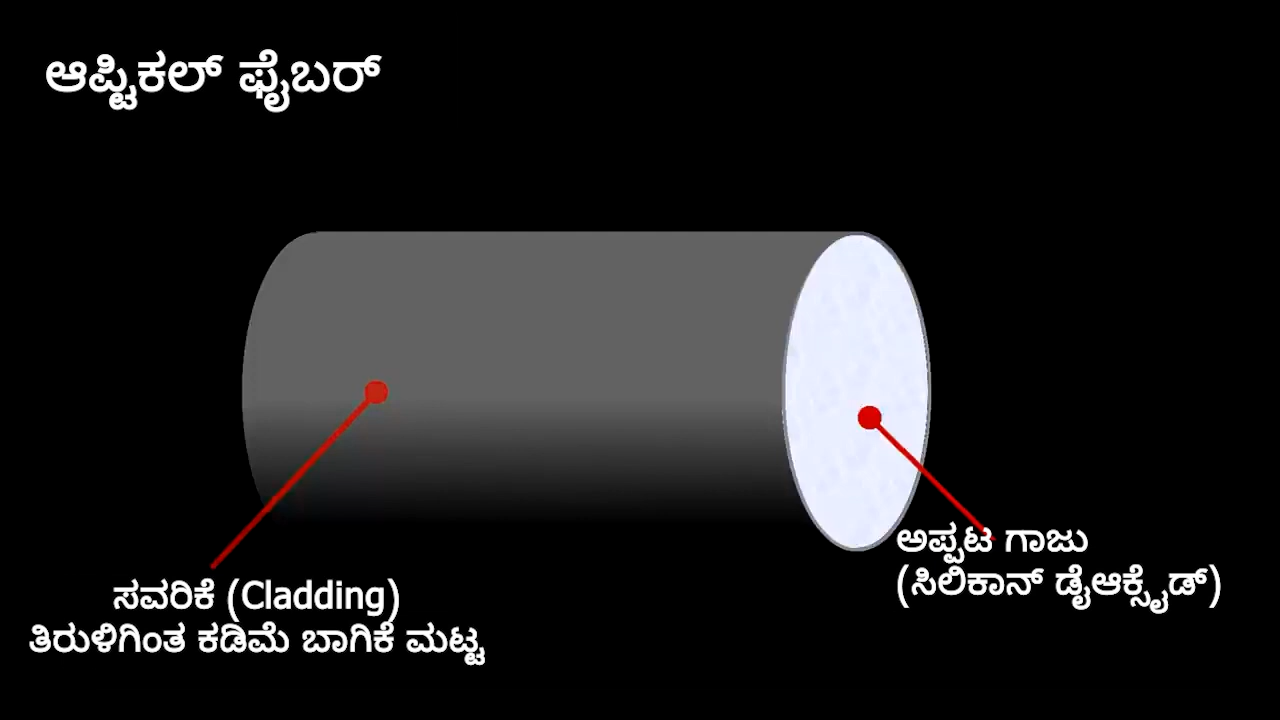 ಆಪ್ಟಿಕಲ್ ಫೈಬರ್
ಅಪ್ಪಟ ಗಾಜು
(ಸಿಲಿಕಾನ್ ಡೈಆಕ್ಸೈಡ್)
ಸವರಿಕೆ (Cladding)
ತಿರುಳಿಗಿಂತ ಕಡಿಮೆ ಬಾಗಿಕೆ ಮಟ್ಟ